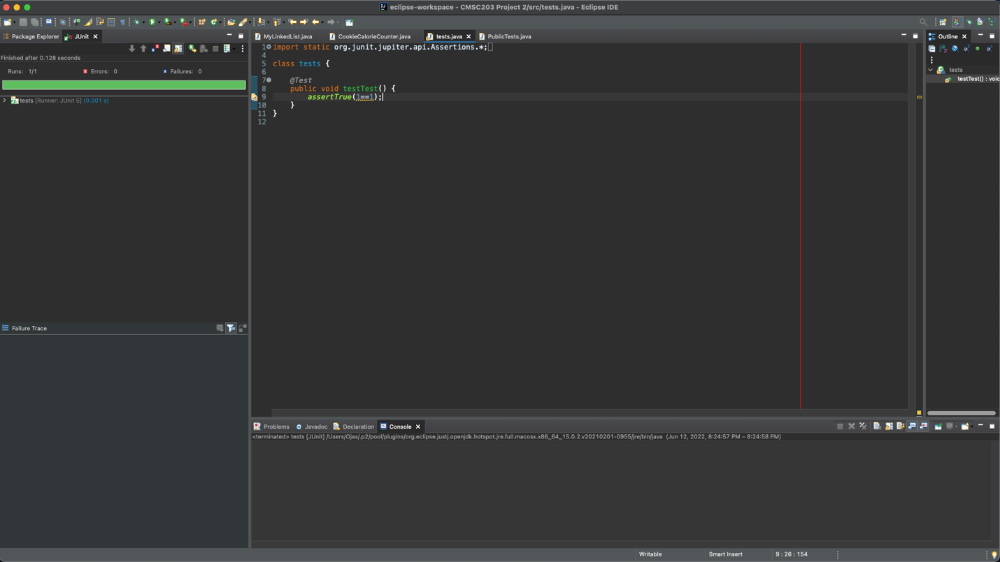 eclipse-workspace - CMSC203 Project 2/src/tests.java - Eclipse IDE
Package Explorer JUnit
Finished after 0.128 seconds
Runs: 1/1 Errors: 0 Failures: 0
tests [Runner: JUnit 5] (0.001 s)
Failure Trace
MyLinkedList.java CookieCalorieCounter.java tests.java PublicTests.java
1 import static org.junit.jupiter.api.Assertions.*;
4
5 class tests {
6
7 @Test
8 public void testTest() {
9 assertTrue(1==1);
10 }
11 }
12
Outline
tests
testTest() : void
Problems Javadoc Declaration Console
<terminated> tests [JUnit] /Users/Ojas/.p2/pool/plugins/org.eclipse.justj.openjdk.hotspot.jre.full.macosx.x86_64_15.0.2.v20210201-0955/jre/bin/java (Jun 12, 2022, 8:24:57 PM – 8:24:58 PM)
Writable Smart Insert 9 : 26 : 154